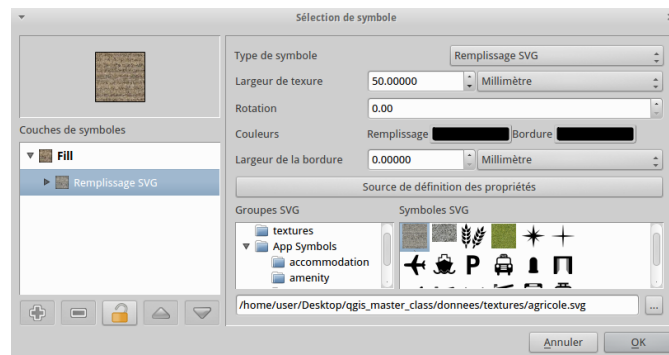 Sélection de symbole
Type de symbole
Remplissage SVG
Largeur de texure
50.00000
Millimètre
Rotation
0.00
Couches de symboles
Couleurs
Remplissage
Bordure
Fill
Largeur de la bordure
0.00000
Millimètre
Remplissage SVG
Source de définition des propriétés
Groupes SVG
Symboles SVG
textures
App Symbols
accommodation
amenity
P
/home/user/Desktop/qgis_master_class/donnees/textures/agricole.svg
...
Annuler
OK